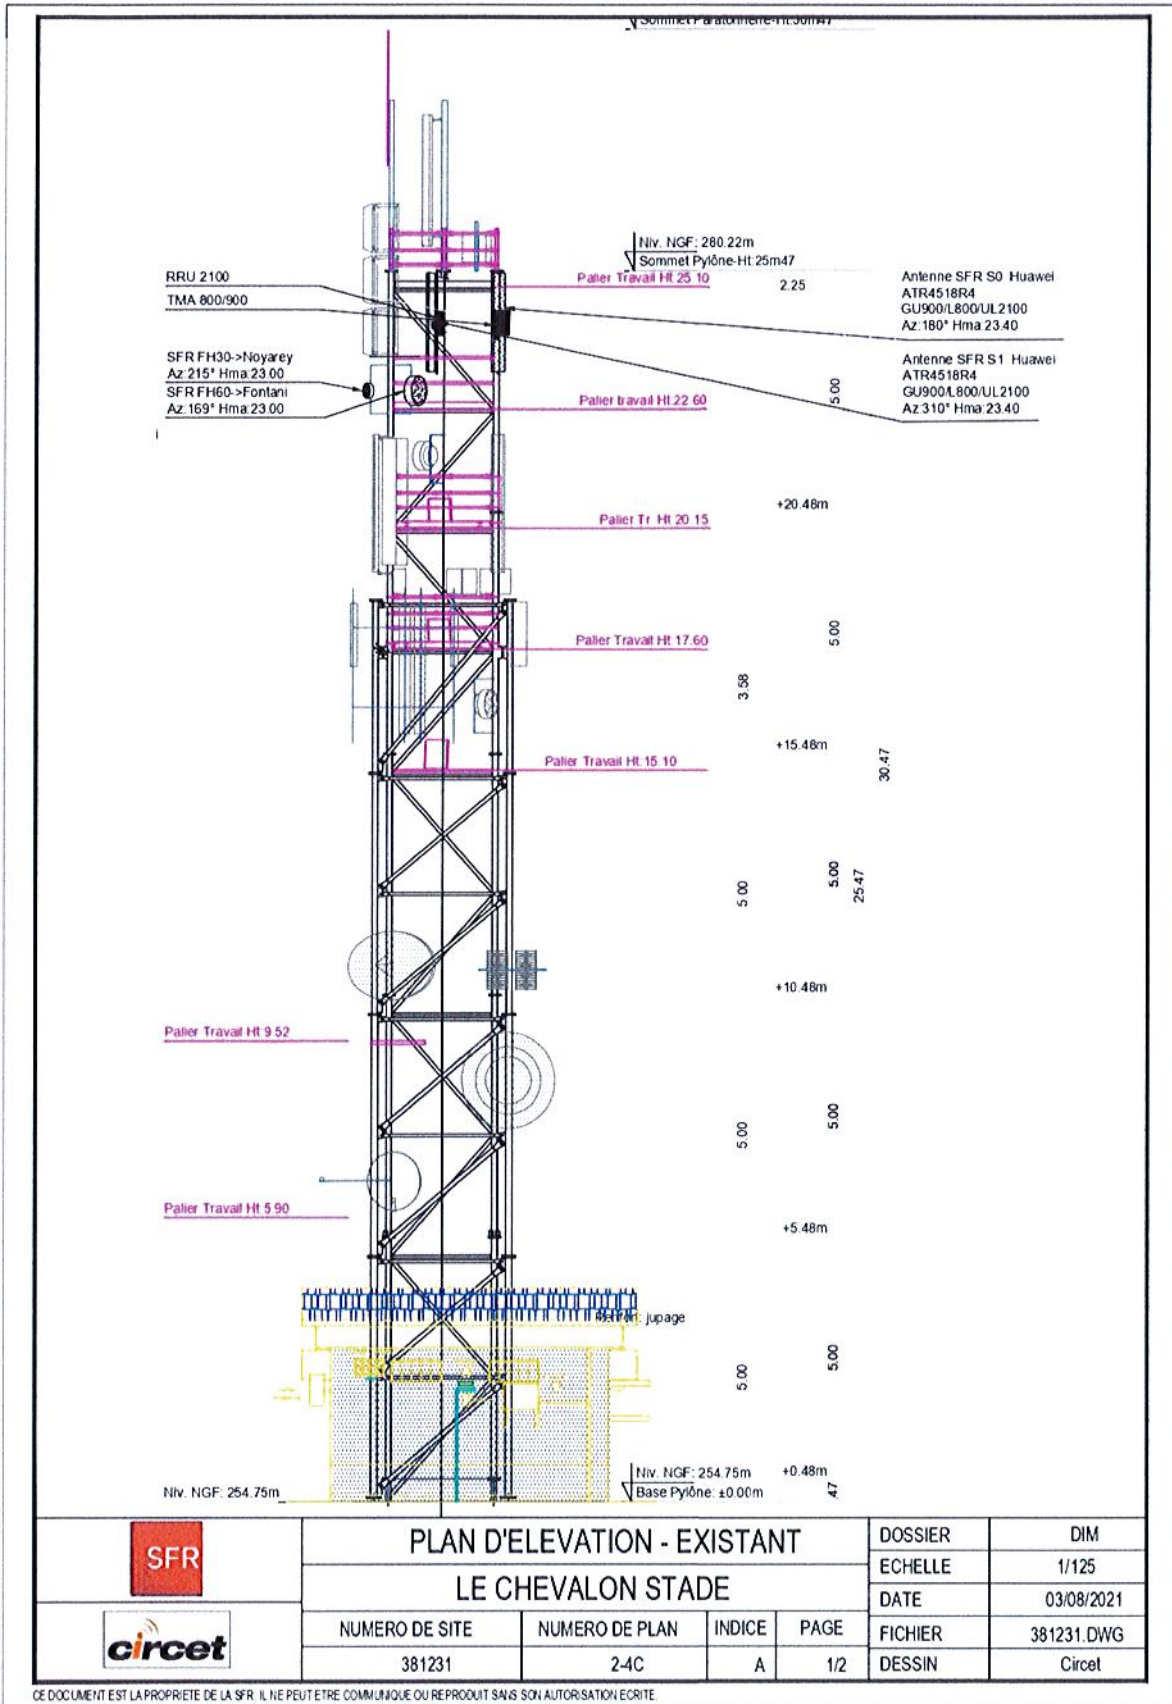 Sommet Paratonnerre-Ht:30m47
Niv. NGF: 280.22m
Sommet Pylône-Ht:25m47
Palier Travail Ht:25.10
2.25
RRU 2100
TMA 800/900
Antenne SFR S0 Huawei
ATR4518R4
GU900/L800/UL2100
Az:180° Hma:23.40
SFR FH30->Noyarey
Az:215° Hma:23.00
SFR FH60->Fontani
Az:169° Hma:23.00
Antenne SFR S1 Huawei
ATR4518R4
GU900/L800/UL2100
Az:310° Hma:23.40
Palier travail Ht:22.60
5.00
+20.48m
Palier Tr. Ht:20.15
Palier Travail Ht:17.60
5.00
3.58
+15.48m
Palier Travail Ht:15.10
30.47
5.00
5.00
25.47
+10.48m
Palier Travail Ht:9.52
5.00
5.00
Palier Travail Ht:5.90
+5.48m
jupage
5.00
5.00
Niv. NGF: 254.75m
Niv. NGF: 254.75m
Base Pylône: ±0.00m
+0.48m
.47
SFR
circet
PLAN D'ELEVATION - EXISTANT
LE CHEVALON STADE
NUMERO DE SITE
NUMERO DE PLAN
INDICE
PAGE
381231
2-4C
A
1/2
DOSSIER
DIM
ECHELLE
1/125
DATE
03/08/2021
FICHIER
381231.DWG
DESSIN
Circet
CE DOCUMENT EST LA PROPRIETE DE LA SFR. IL NE PEUT ETRE COMMUNIQUE OU REPRODUIT SANS SON AUTORISATION ECRITE.